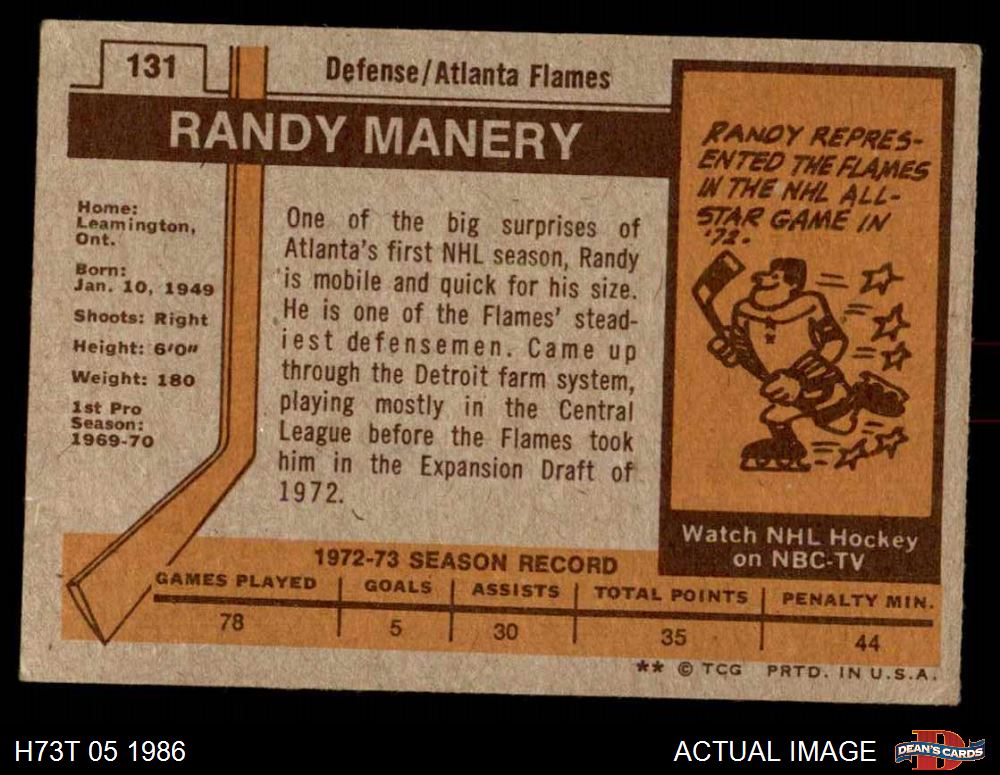 131
Defense/Atlanta Flames
RANDY MANERY
Home:
Leamington,
Ont.
Born:
Jan. 10, 1949
Shoots: Right
Height: 6'0"
Weight: 180
1st Pro
Season:
1969-70
One of the big surprises of
Atlanta's first NHL season, Randy
is mobile and quick for his size.
He is one of the Flames' stead-
iest defensemen. Came up
through the Detroit farm system,
playing mostly in the Central
League before the Flames took
him in the Expansion Draft of
1972.
RANDY REPRES-
ENTED THE FLAMES
IN THE NHL ALL-
STAR GAME IN
'72.
Watch NHL Hockey
on NBC-TV
1972-73 SEASON RECORD
GAMES PLAYED GOALS ASSISTS TOTAL POINTS PENALTY MIN.
78 5 30 35 44
** © TCG PRTD. IN U.S.A.
H73T 05 1986
ACTUAL IMAGE
DEAN'S CARDS